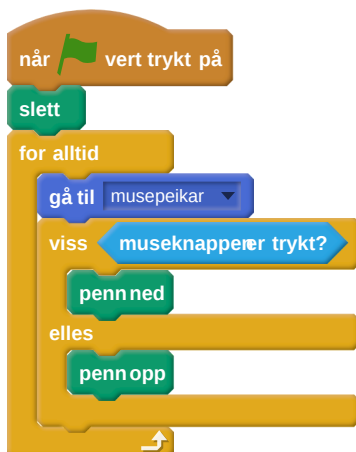 når vert trykt på
slett
for alltid
gå til musepeikar
viss museknappen er trykt?
penn ned
elles
penn opp